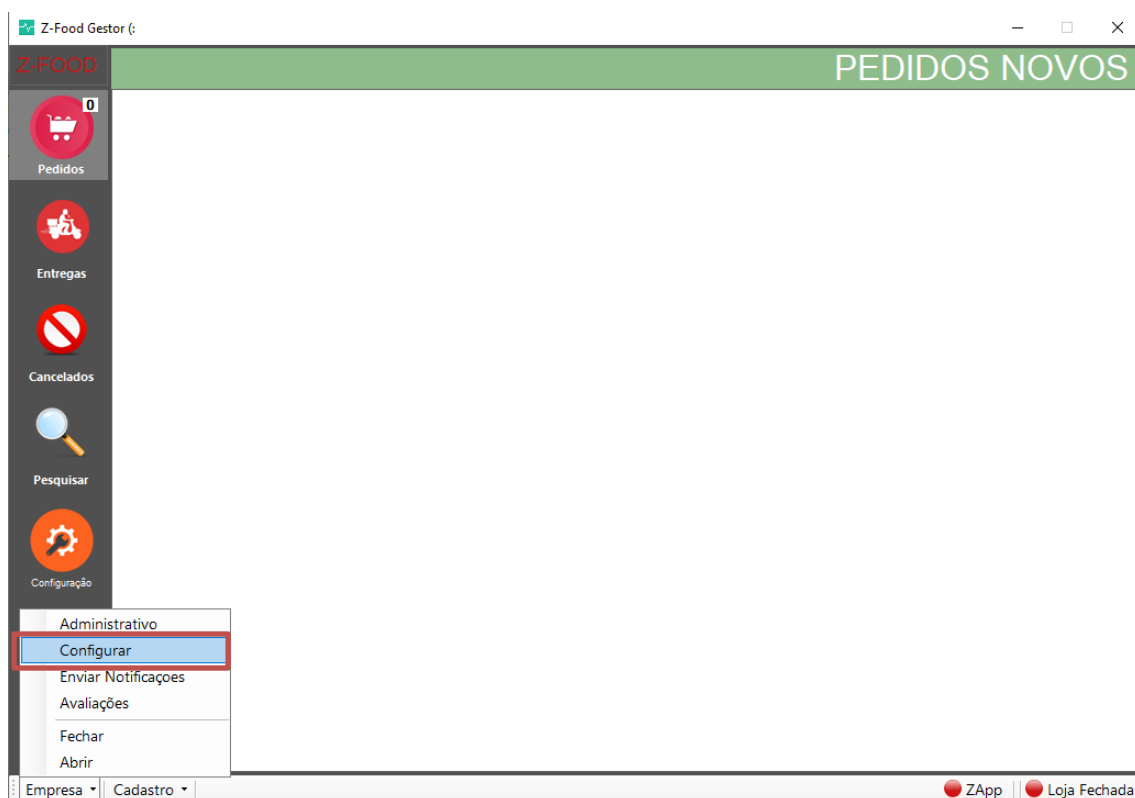 Z-Food Gestor (:
Z-FOOD
PEDIDOS NOVOS
0
Pedidos
Entregas
Cancelados
Pesquisar
Configuração
Administrativo
Configurar
Enviar Notificaçoes
Avaliações
Fechar
Abrir
Empresa
Cadastro
ZApp
Loja Fechada